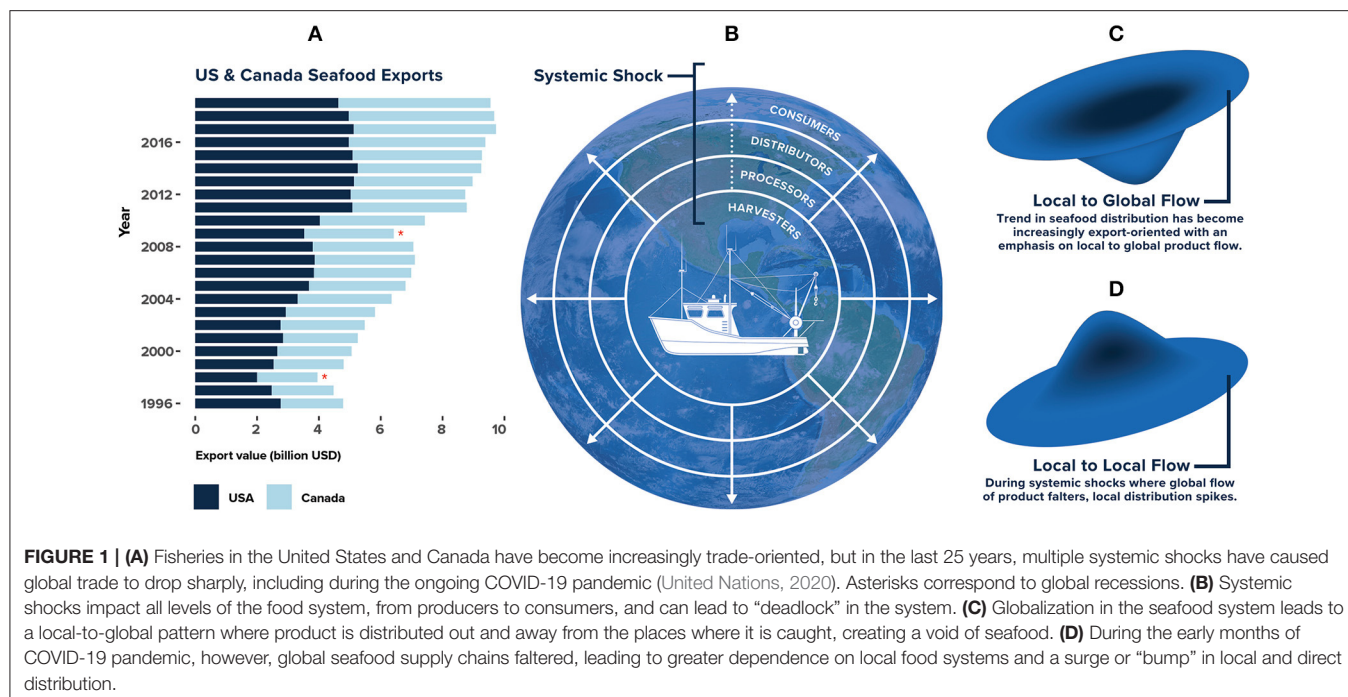 A
US & Canada Seafood Exports
Year
2016
2012
2008
*
2004
2000
*
1996
0 2 4 6 8 10
Export value (billion USD)
USA Canada
B
Systemic Shock
CONSUMERS
DISTRIBUTORS
PROCESSORS
HARVESTERS
C
Local to Global Flow
Trend in seafood distribution has become
increasingly export-oriented with an
emphasis on local to global product flow.
D
Local to Local Flow
During systemic shocks where global flow
of product falters, local distribution spikes.
FIGURE 1 | (A) Fisheries in the United States and Canada have become increasingly trade-oriented, but in the last 25 years, multiple systemic shocks have caused
global trade to drop sharply, including during the ongoing COVID-19 pandemic (United Nations, 2020). Asterisks correspond to global recessions. (B) Systemic
shocks impact all levels of the food system, from producers to consumers, and can lead to “deadlock” in the system. (C) Globalization in the seafood system leads to
a local-to-global pattern where product is distributed out and away from the places where it is caught, creating a void of seafood. (D) During the early months of
COVID-19 pandemic, however, global seafood supply chains faltered, leading to greater dependence on local food systems and a surge or “bump” in local and direct
distribution.